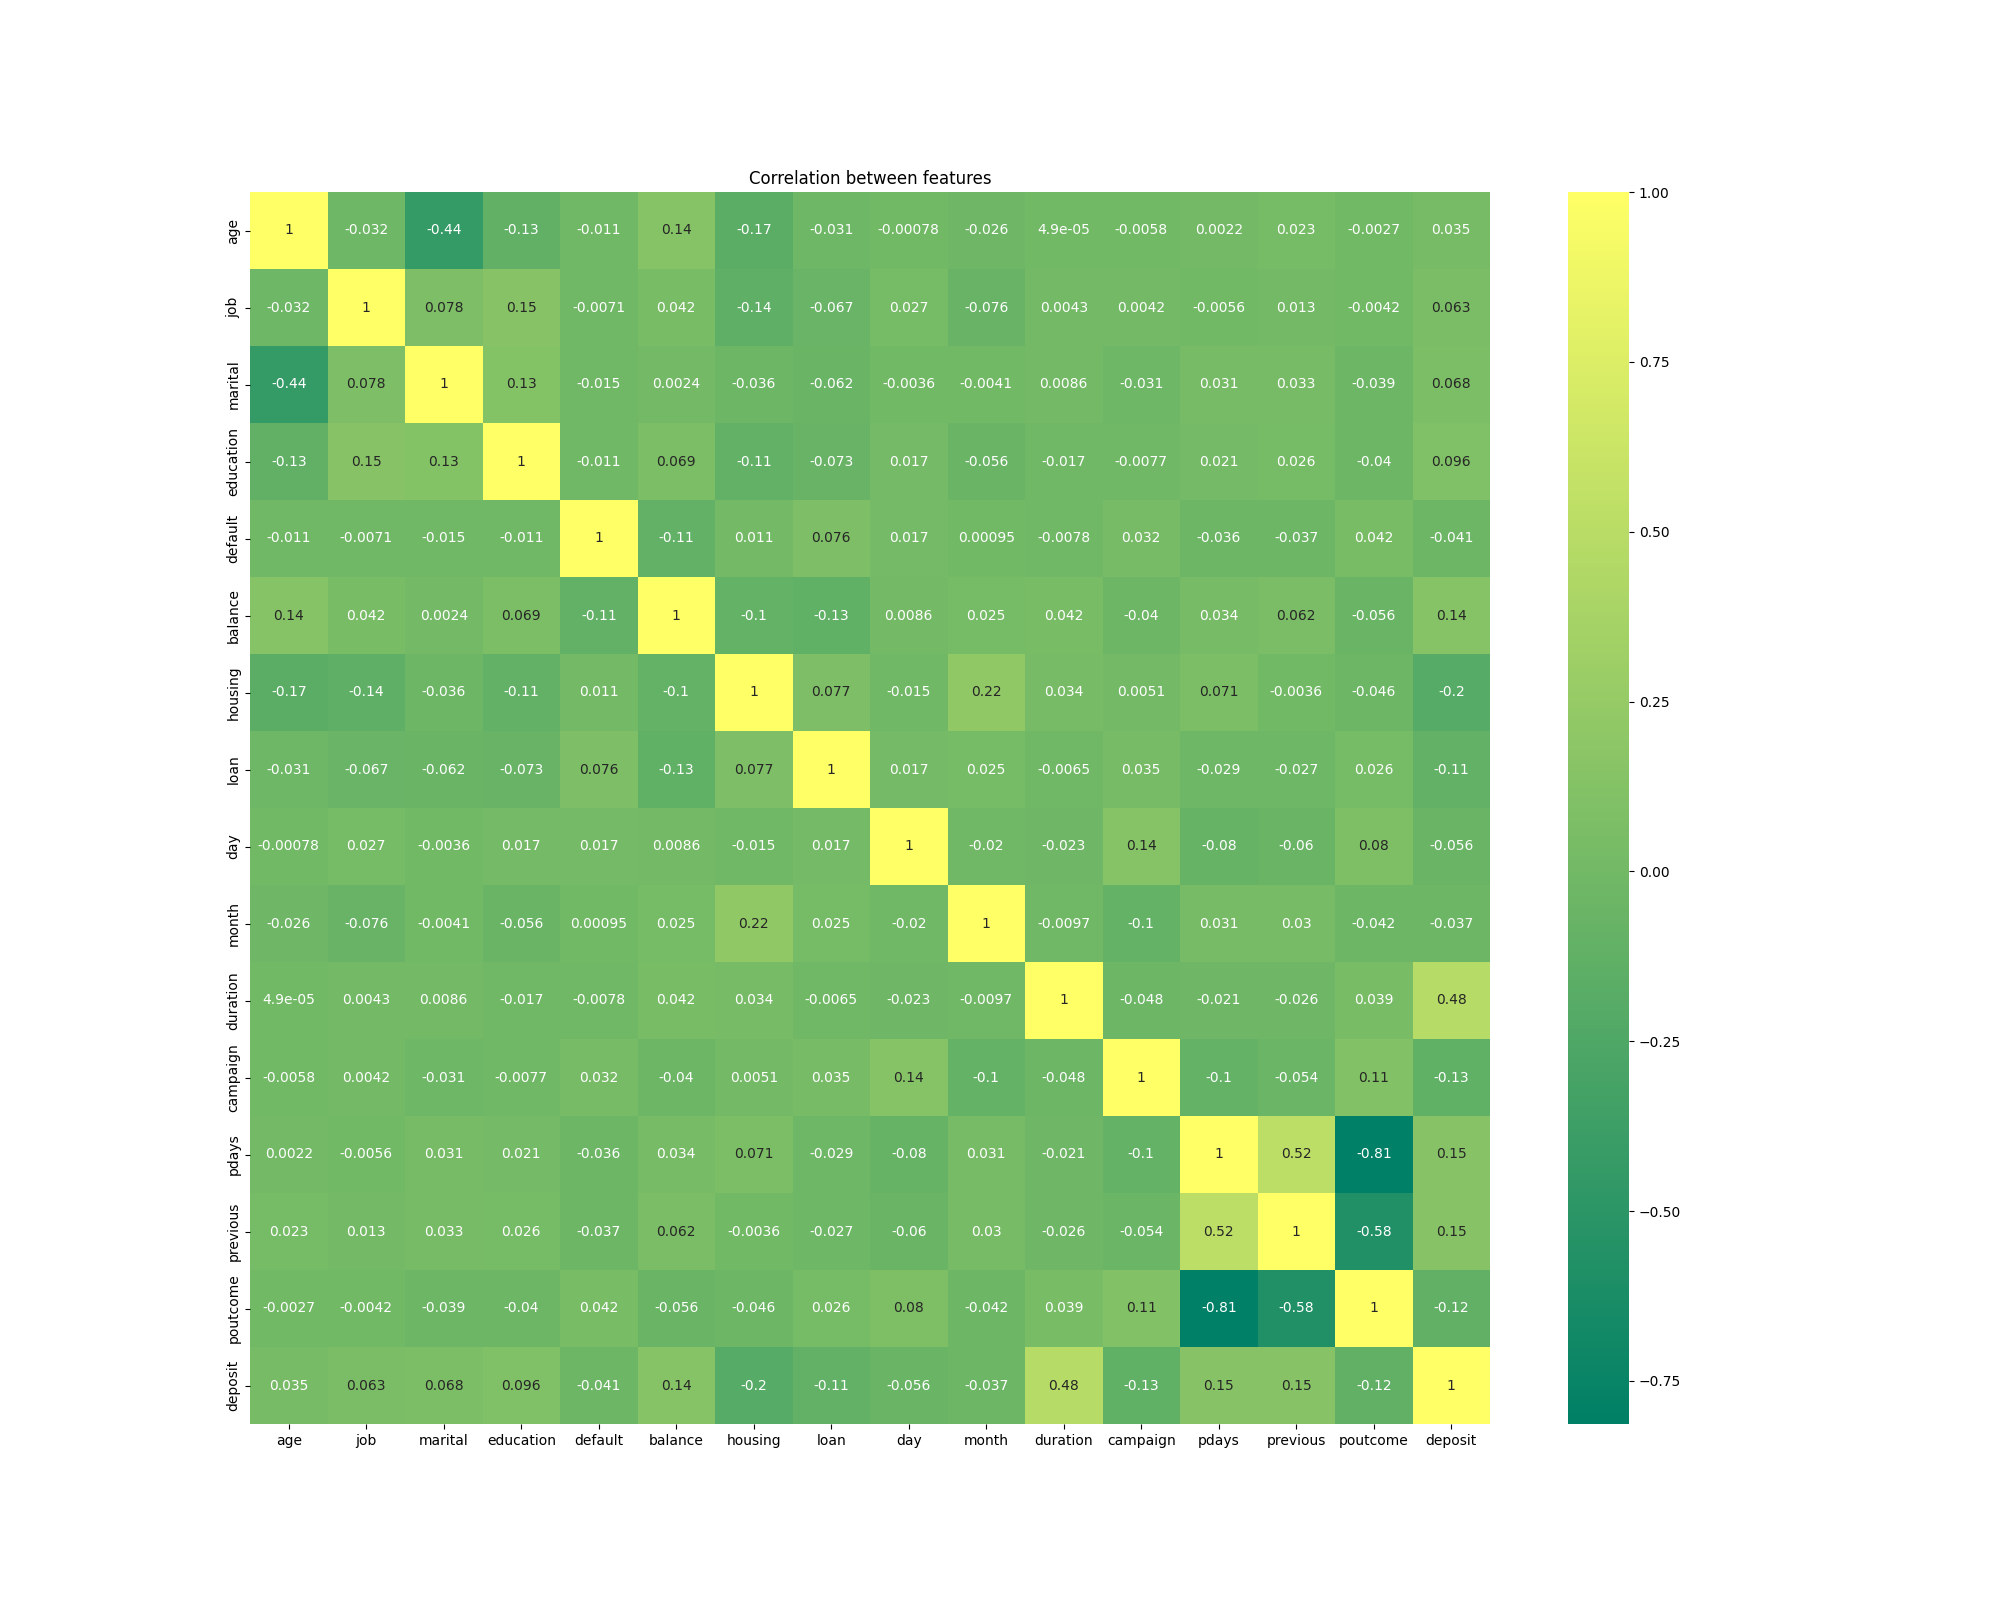 Correlation between features
age 1 -0.032 -0.44 -0.13 -0.011 0.14 -0.17 -0.031 -0.00078 -0.026 4.9e-05 -0.0058 0.0022 0.023 -0.0027 0.035
job -0.032 1 0.078 0.15 -0.0071 0.042 -0.14 -0.067 0.027 -0.076 0.0043 0.0042 -0.0056 0.013 -0.0042 0.063
marital -0.44 0.078 1 0.13 -0.015 0.0024 -0.036 -0.062 -0.0036 -0.0041 0.0086 -0.031 0.031 0.033 -0.039 0.068
education -0.13 0.15 0.13 1 -0.011 0.069 -0.11 -0.073 0.017 -0.056 -0.017 -0.0077 0.021 0.026 -0.04 0.096
default -0.011 -0.0071 -0.015 -0.011 1 -0.11 0.011 0.076 0.017 0.00095 -0.0078 0.032 -0.036 -0.037 0.042 -0.041
balance 0.14 0.042 0.0024 0.069 -0.11 1 -0.1 -0.13 0.0086 0.025 0.042 -0.04 0.034 0.062 -0.056 0.14
housing -0.17 -0.14 -0.036 -0.11 0.011 -0.1 1 0.077 -0.015 0.22 0.034 0.0051 0.071 -0.0036 -0.046 -0.2
loan -0.031 -0.067 -0.062 -0.073 0.076 -0.13 0.077 1 0.017 0.025 -0.0065 0.035 -0.029 -0.027 0.026 -0.11
day -0.00078 0.027 -0.0036 0.017 0.017 0.0086 -0.015 0.017 1 -0.02 -0.023 0.14 -0.08 -0.06 0.08 -0.056
month -0.026 -0.076 -0.0041 -0.056 0.00095 0.025 0.22 0.025 -0.02 1 -0.0097 -0.1 0.031 0.03 -0.042 -0.037
duration 4.9e-05 0.0043 0.0086 -0.017 -0.0078 0.042 0.034 -0.0065 -0.023 -0.0097 1 -0.048 -0.021 -0.026 0.039 0.48
campaign -0.0058 0.0042 -0.031 -0.0077 0.032 -0.04 0.0051 0.035 0.14 -0.1 -0.048 1 -0.1 -0.054 0.11 -0.13
pdays 0.0022 -0.0056 0.031 0.021 -0.036 0.034 0.071 -0.029 -0.08 0.031 -0.021 -0.1 1 0.52 -0.81 0.15
previous 0.023 0.013 0.033 0.026 -0.037 0.062 -0.0036 -0.027 -0.06 0.03 -0.026 -0.054 0.52 1 -0.58 0.15
poutcome -0.0027 -0.0042 -0.039 -0.04 0.042 -0.056 -0.046 0.026 0.08 -0.042 0.039 0.11 -0.81 -0.58 1 -0.12
deposit 0.035 0.063 0.068 0.096 -0.041 0.14 -0.2 -0.11 -0.056 -0.037 0.48 -0.13 0.15 0.15 -0.12 1
age job marital education default balance housing loan day month duration campaign pdays previous poutcome deposit
1.00
0.75
0.50
0.25
0.00
−0.25
−0.50
−0.75